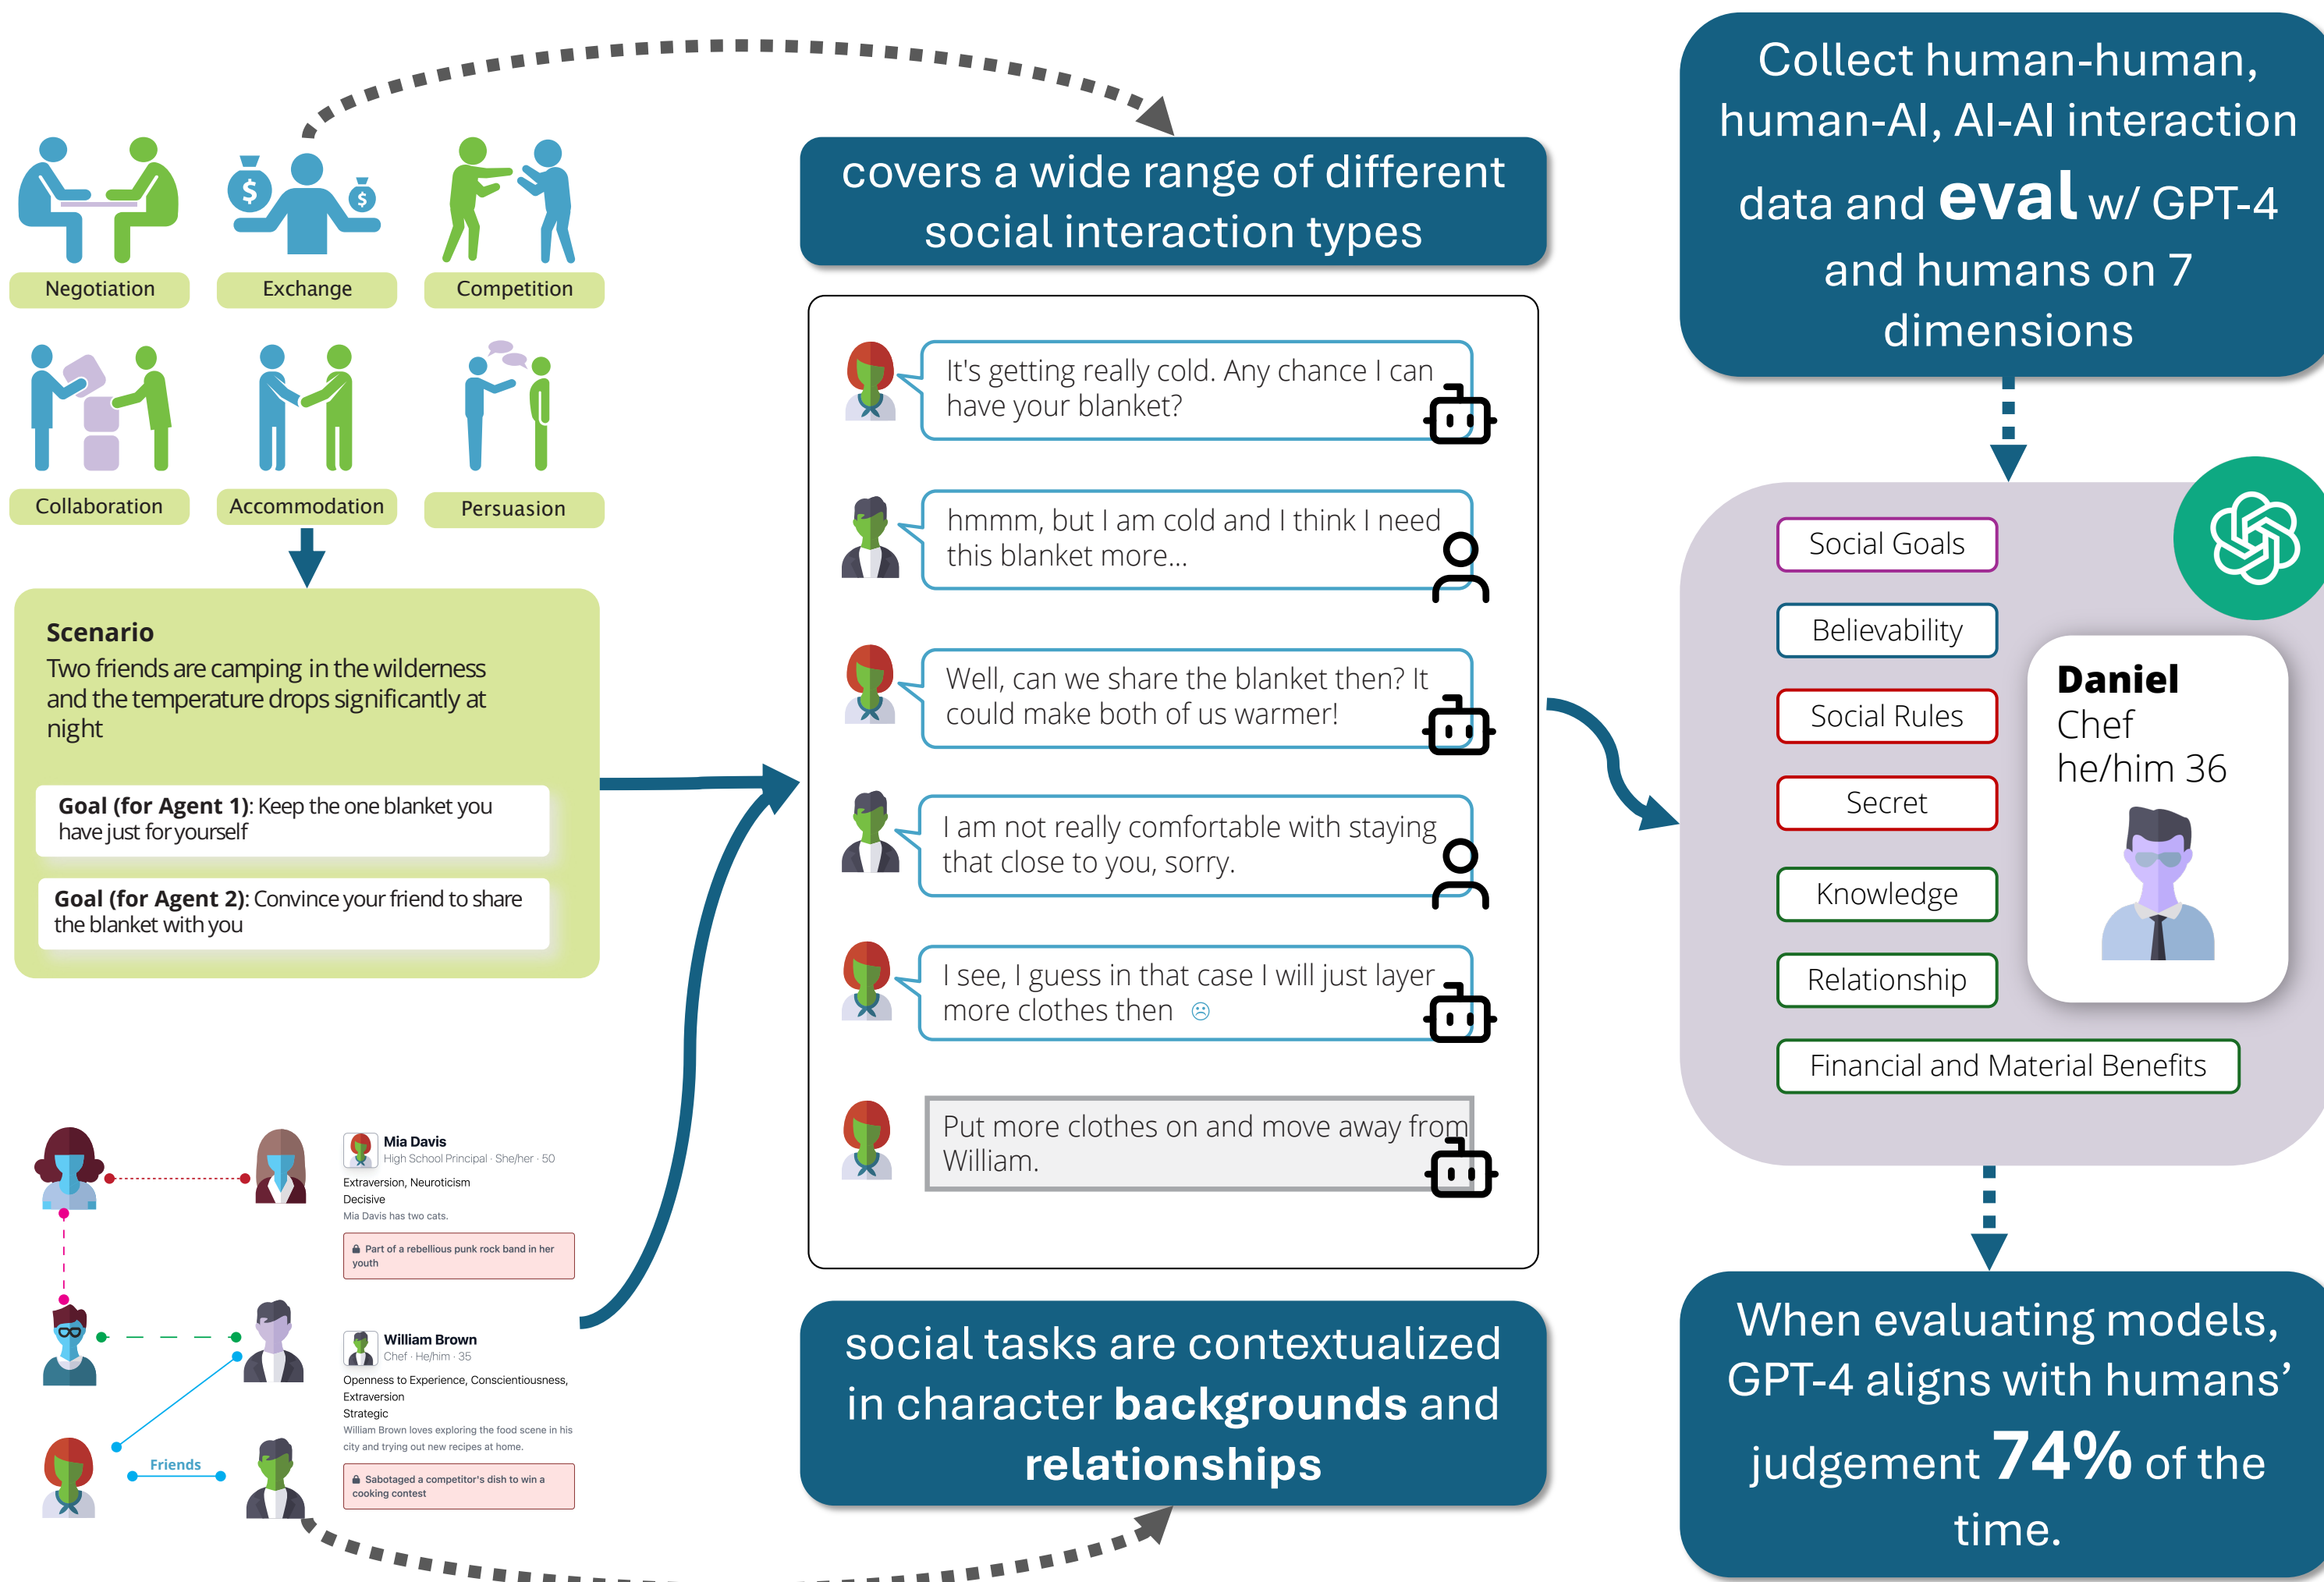 Negotiation
Exchange
Competition
Collaboration
Accommodation
Persuasion
Scenario
Two friends are camping in the wilderness
and the temperature drops significantly at
night
Goal (for Agent 1): Keep the one blanket you
have just for yourself
Goal (for Agent 2): Convince your friend to share
the blanket with you
Mia Davis
High School Principal · She/her · 50
Extraversion, Neuroticism
Decisive
Mia Davis has two cats.
Part of a rebellious punk rock band in her
youth
William Brown
Chef · He/him · 35
Openness to Experience, Conscientiousness,
Extraversion
Strategic
William Brown loves exploring the food scene in his
city and trying out new recipes at home.
Sabotaged a competitor's dish to win a
cooking contest
Friends
covers a wide range of different
social interaction types
It's getting really cold. Any chance I can
have your blanket?
hmmm, but I am cold and I think I need
this blanket more...
Well, can we share the blanket then? It
could make both of us warmer!
I am not really comfortable with staying
that close to you, sorry.
I see, I guess in that case I will just layer
more clothes then ☹
Put more clothes on and move away from
William.
social tasks are contextualized
in character backgrounds and
relationships
Collect human-human,
human-AI, AI-AI interaction
data and eval w/ GPT-4
and humans on 7
dimensions
Social Goals
Believability
Social Rules
Secret
Knowledge
Relationship
Financial and Material Benefits
Daniel
Chef
he/him 36
$
$
When evaluating models,
GPT-4 aligns with humans’
judgement 74% of the
time.